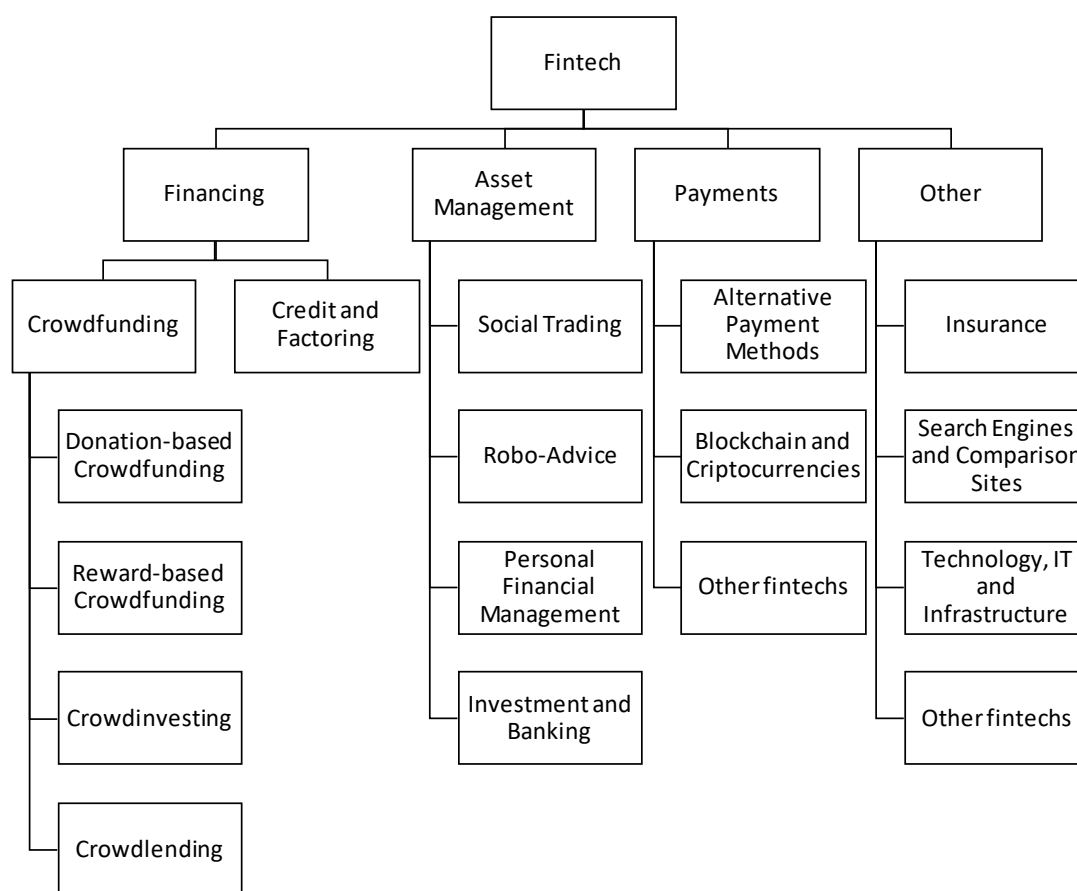 Fintech
Financing
Asset
Management
Payments
Other
Crowdfunding
Credit and
Factoring
Social Trading
Alternative
Payment
Methods
Insurance
Donation-based
Crowdfunding
Robo-Advice
Blockchain and
Criptocurrencies
Search Engines
and Comparison
Sites
Reward-based
Crowdfunding
Personal
Financial
Management
Other fintechs
Technology, IT
and
Infrastructure
Crowdinvesting
Investment and
Banking
Other fintechs
Crowdlending